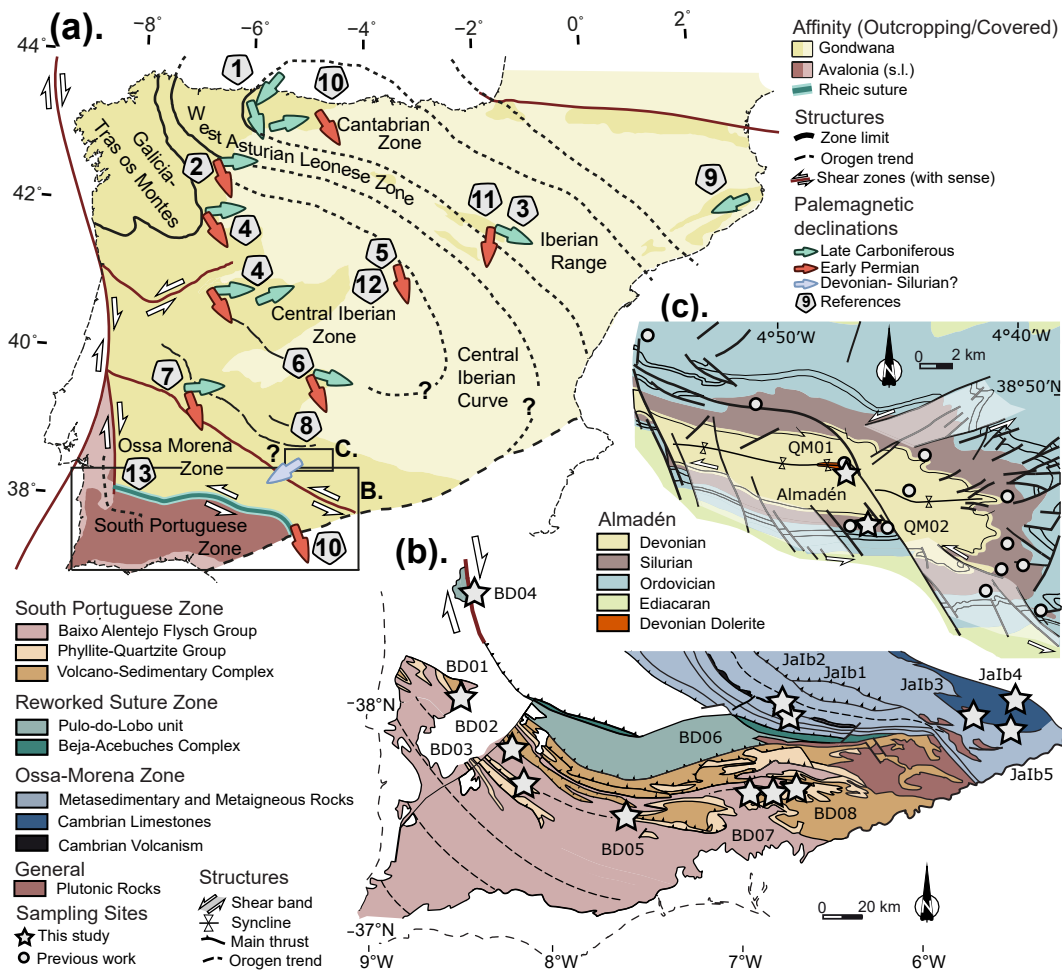 (a).
−8
−6
−4
−2
0
2
44°
42°
40°
38°
1
10
Cantabrian
Zone
West Asturian Leonese Zone
Galicia-
Tras os Montes
2
4
4
5
12
11
3
9
Iberian
Range
Central Iberian
Zone
Central
Iberian
Curve
?
?
6
7
8
?
C.
B.
Ossa Morena
Zone
13
South Portuguese
Zone
10
Affinity (Outcropping/Covered)
Gondwana
Avalonia (s.l.)
Rheic suture
Structures
Zone limit
Orogen trend
Shear zones (with sense)
Palemagnetic
declinations
Late Carboniferous
Early Permian
Devonian- Silurian?
9 References
(c).
4°50'W
4°40'W
38°50'N
0 2 km
QM01
Almadén
QM02
Almadén
Devonian
Silurian
Ordovician
Ediacaran
Devonian Dolerite
(b).
BD04
BD01
BD02
BD03
BD05
BD06
BD07
BD08
JaIb2
JaIb1
JaIb3
JaIb4
JaIb5
−38°N
−37°N
9°W
8°W
7°W
6°W
0 20 km
South Portuguese Zone
Baixo Alentejo Flysch Group
Phyllite-Quartzite Group
Volcano-Sedimentary Complex
Reworked Suture Zone
Pulo-do-Lobo unit
Beja-Acebuches Complex
Ossa-Morena Zone
Metasedimentary and Metaigneous Rocks
Cambrian Limestones
Cambrian Volcanism
General
Plutonic Rocks
Sampling Sites
This study
Previous work
Structures
Shear band
Syncline
Main thrust
Orogen trend